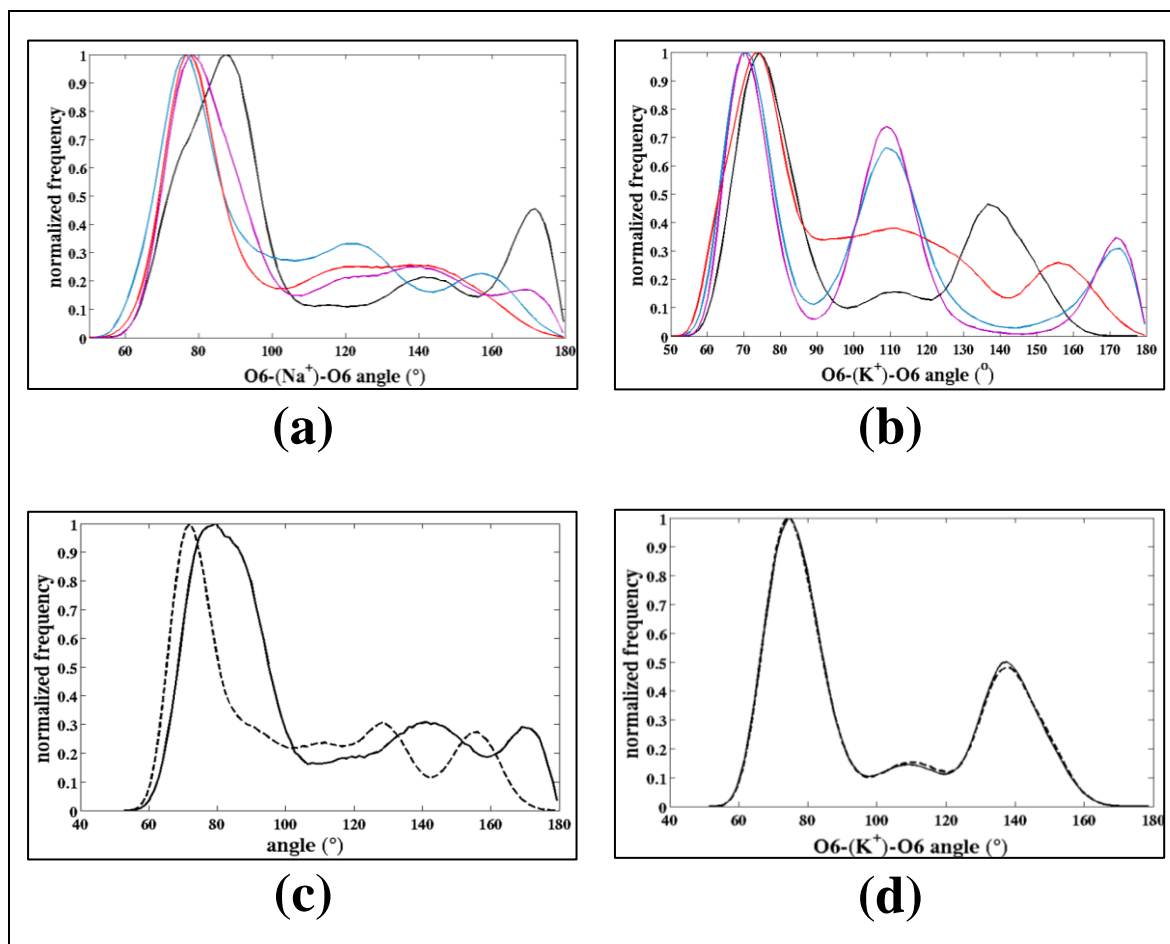 normalized frequency
1
0.9
0.8
0.7
0.6
0.5
0.4
0.3
0.2
0.1
0
60 80 100 120 140 160 180
O6-(Na+)-O6 angle (°)
(a)
normalized frequency
1
0.9
0.8
0.7
0.6
0.5
0.4
0.3
0.2
0.1
0
50 60 70 80 90 100 110 120 130 140 150 160 170 180
O6-(K+)-O6 angle (°)
(b)
normalized frequency
1
0.9
0.8
0.7
0.6
0.5
0.4
0.3
0.2
0.1
0
40 60 80 100 120 140 160 180
angle (°)
(c)
normalized frequency
1
0.9
0.8
0.7
0.6
0.5
0.4
0.3
0.2
0.1
0
40 60 80 100 120 140 160 180
O6-(K+)-O6 angle (°)
(d)